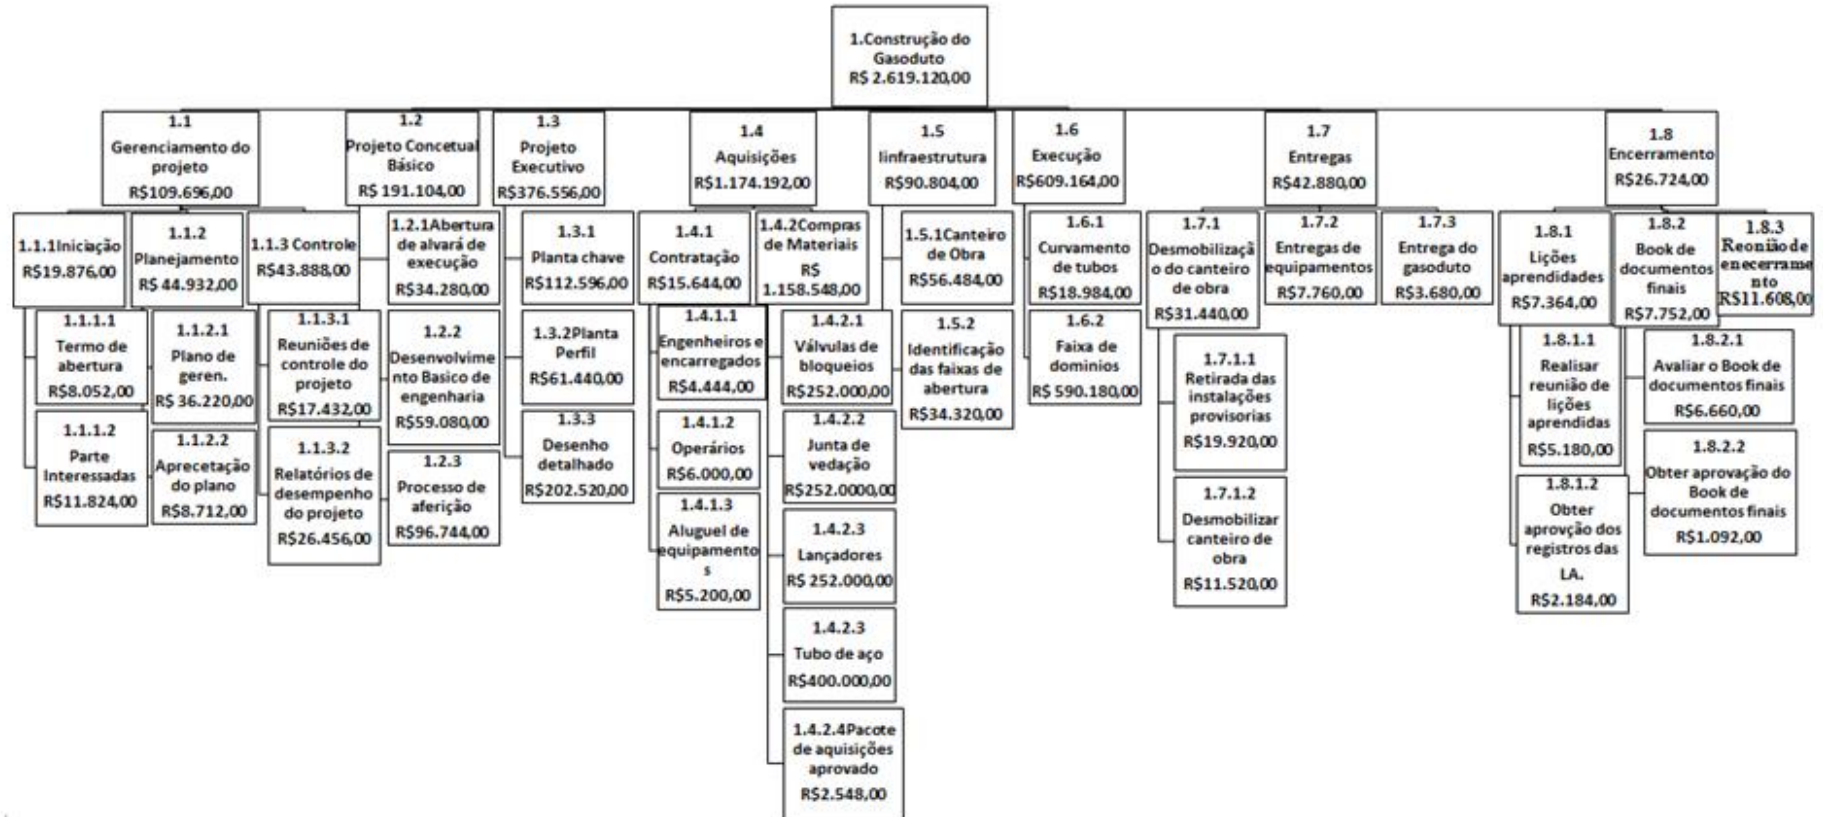 1.Construção do
Gasoduto
R$ 2.619.120,00
1.1
Gerenciamento do
projeto
R$109.696,00
1.2
Projeto Concetual
Básico
R$ 191.104,00
1.3
Projeto
Executivo
R$376.556,00
1.4
Aquisições
R$1.174.192,00
1.5
Iinfraestrutura
R$90.804,00
1.6
Execução
R$609.164,00
1.7
Entregas
R$42.880,00
1.8
Encerramento
R$26.724,00
1.1.1Iniciação
R$19.876,00
1.1.2
Planejamento
R$ 44.932,00
1.1.3 Controle
R$43.888,00
1.2.1Abertura
de alvará de
execução
R$34.280,00
1.3.1
Planta chave
R$112.596,00
1.4.1
Contratação
R$15.644,00
1.4.2Compras
de Materiais
R$
1.158.548,00
1.5.1Canteiro
de Obra
R$56.484,00
1.6.1
Curvamento
de tubos
R$18.984,00
1.7.1
Desmobilizaçã
o do canteiro
de obra
R$31.440,00
1.7.2
Entregas de
equipamentos
R$7.760,00
1.7.3
Entrega do
gasoduto
R$3.680,00
1.8.1
Lições
aprendidades
R$7.364,00
1.8.2
Book de
documentos
finais
R$7.752,00
1.8.3
Reonião de
enecerrame
nto
R$11.608,00
1.1.1.1
Termo de
abertura
R$8.052,00
1.1.2.1
Plano de
geren.
R$ 36.220,00
1.1.3.1
Reuniões de
controle do
projeto
R$17.432,00
1.2.2
Desenvolvime
nto Basico de
engenharia
R$59.080,00
1.3.2Planta
Perfil
R$61.440,00
1.4.1.1
Engenheiros e
encarregados
R$4.444,00
1.4.2.1
Válvulas de
bloqueios
R$252.000,00
1.5.2
Identificação
das faixas de
abertura
R$34.320,00
1.6.2
Faixa de
dominios
R$ 590.180,00
1.7.1.1
Retirada das
instalações
provisorias
R$19.920,00
1.8.1.1
Realisar
reunião de
lições
aprendidas
R$5.180,00
1.8.2.1
Avaliar o Book de
documentos finais
R$6.660,00
1.1.1.2
Parte
Interessadas
R$11.824,00
1.1.2.2
Aprecetação
do plano
R$8.712,00
1.1.3.2
Relatórios de
desempenho
do projeto
R$26.456,00
1.2.3
Processo de
aferição
R$96.744,00
1.3.3
Desenho
detalhado
R$202.520,00
1.4.1.2
Operários
R$6.000,00
1.4.2.2
Junta de
vedação
R$252.0000,00
1.7.1.2
Desmobilizar
canteiro de
obra
R$11.520,00
1.8.1.2
Obter
aprovção dos
registros das
LA.
R$2.184,00
1.8.2.2
Obter aprovação do
Book de
documentos finais
R$1.092,00
1.4.1.3
Aluguel de
equipamento
s
R$5.200,00
1.4.2.3
Lançadores
R$ 252.000,00
1.4.2.3
Tubo de aço
R$400.000,00
1.4.2.4Pacote
de aquisições
aprovado
R$2.548,00